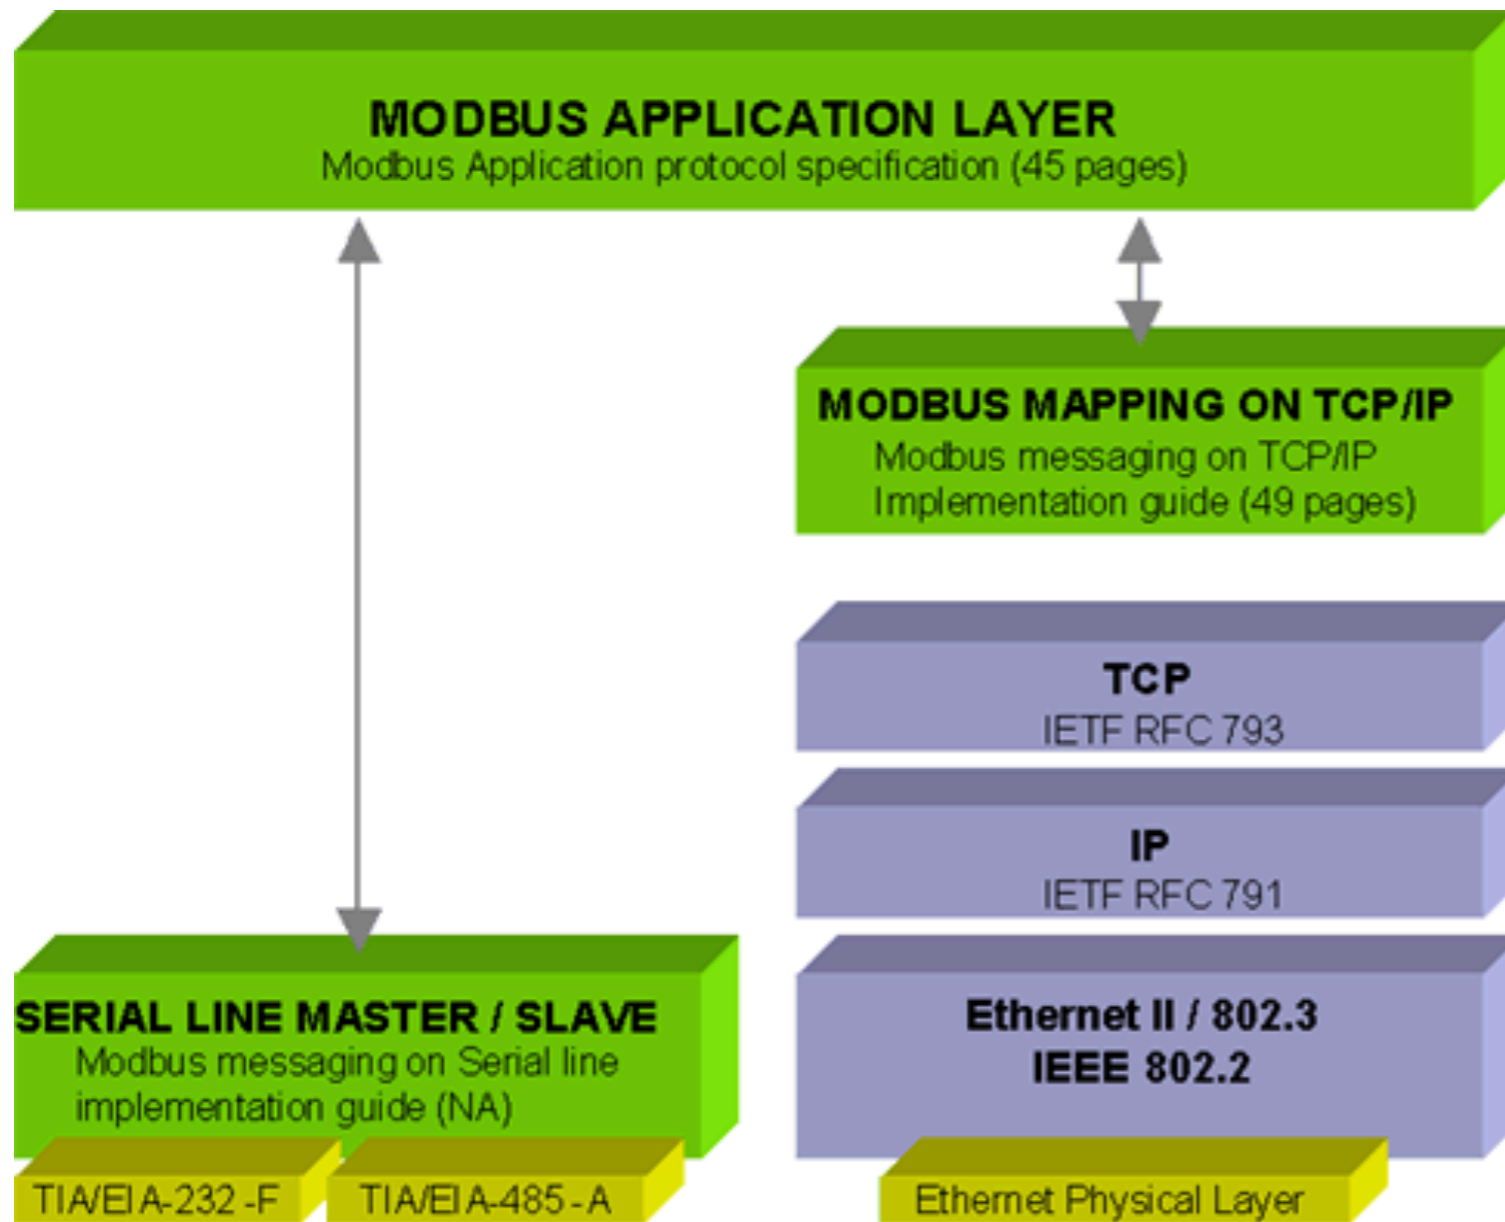 MODBUS APPLICATION LAYER
Modbus Application protocol specification (45 pages)
MODBUS MAPPING ON TCP/IP
Modbus messaging on TCP/IP
Implementation guide (49 pages)
TCP
IETF RFC 793
IP
IETF RFC 791
SERIAL LINE MASTER / SLAVE
Modbus messaging on Serial line
implementation guide (NA)
Ethernet II / 802.3
IEEE 802.2
TIA/EIA-232-F
TIA/EIA-485-A
Ethernet Physical Layer